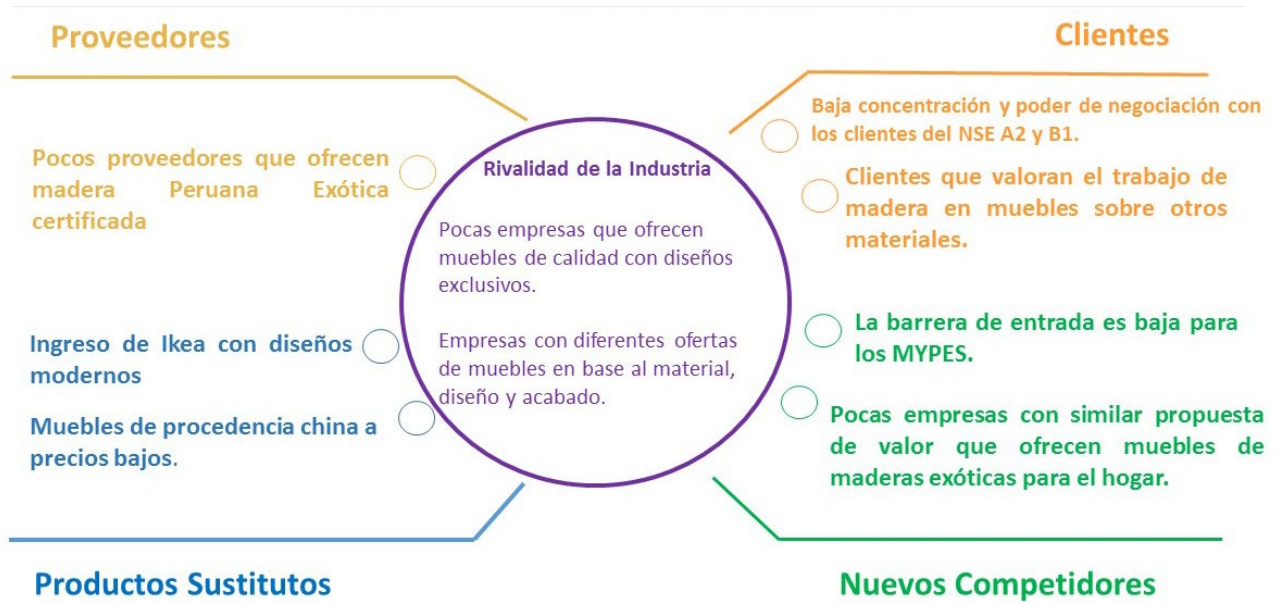 Proveedores
Pocos proveedores que ofrecen
madera Peruana Exótica
certificada
Clientes
Baja concentración y poder de negociación con
los clientes del NSE A2 y B1.
Clientes que valoran el trabajo de
madera en muebles sobre otros
materiales.
Rivalidad de la Industria
Pocas empresas que ofrecen
muebles de calidad con diseños
exclusivos.
Empresas con diferentes ofertas
de muebles en base al material,
diseño y acabado.
Ingreso de Ikea con diseños
modernos
Muebles de procedencia china a
precios bajos.
Productos Sustitutos
La barrera de entrada es baja para
los MYPES.
Pocas empresas con similar propuesta
de valor que ofrecen muebles de
maderas exóticas para el hogar.
Nuevos Competidores